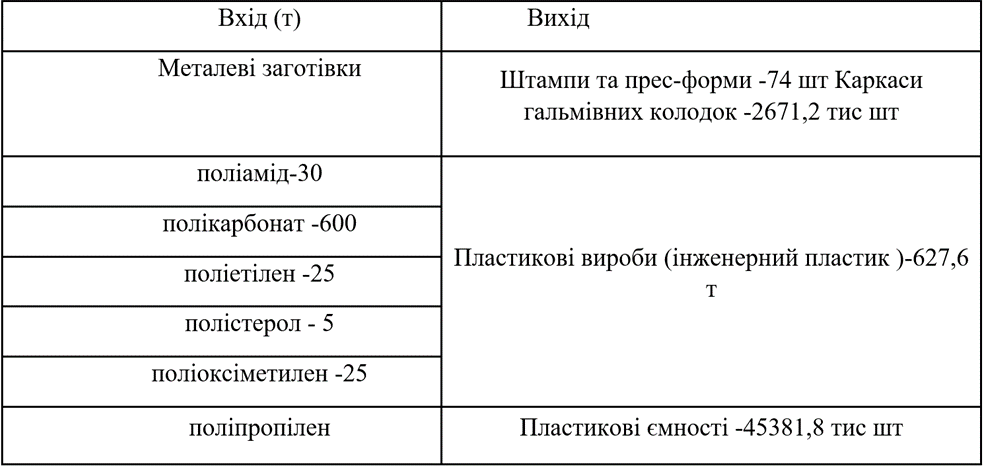 Вхід (т)
Вихід
Металеві заготівки
Штампи та прес-форми -74 шт Каркаси
гальмівних колодок -2671,2 тис шт
поліамід-30
полікарбонат -600
поліетілен -25
полістерол - 5
поліоксіметилен -25
Пластикові вироби (інженерний пластик )-627,6
т
поліпропілен
Пластикові ємності -45381,8 тис шт